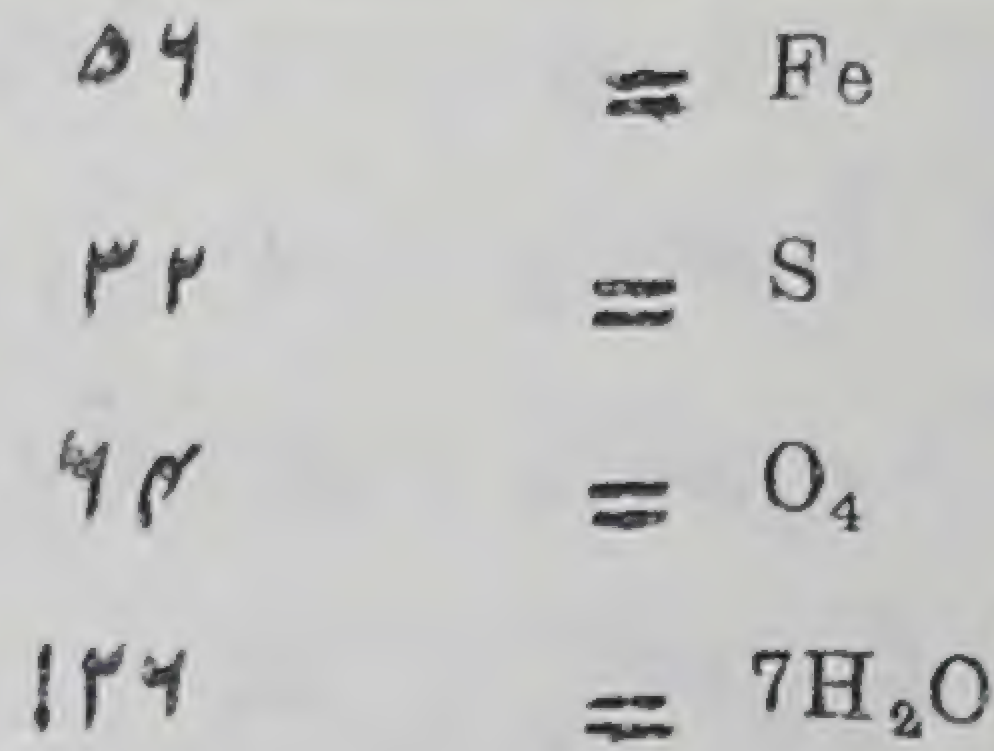 ۵۶ = Fe
۳۲ = S
۶۴ = O₄
۱۲۶ = 7H₂O